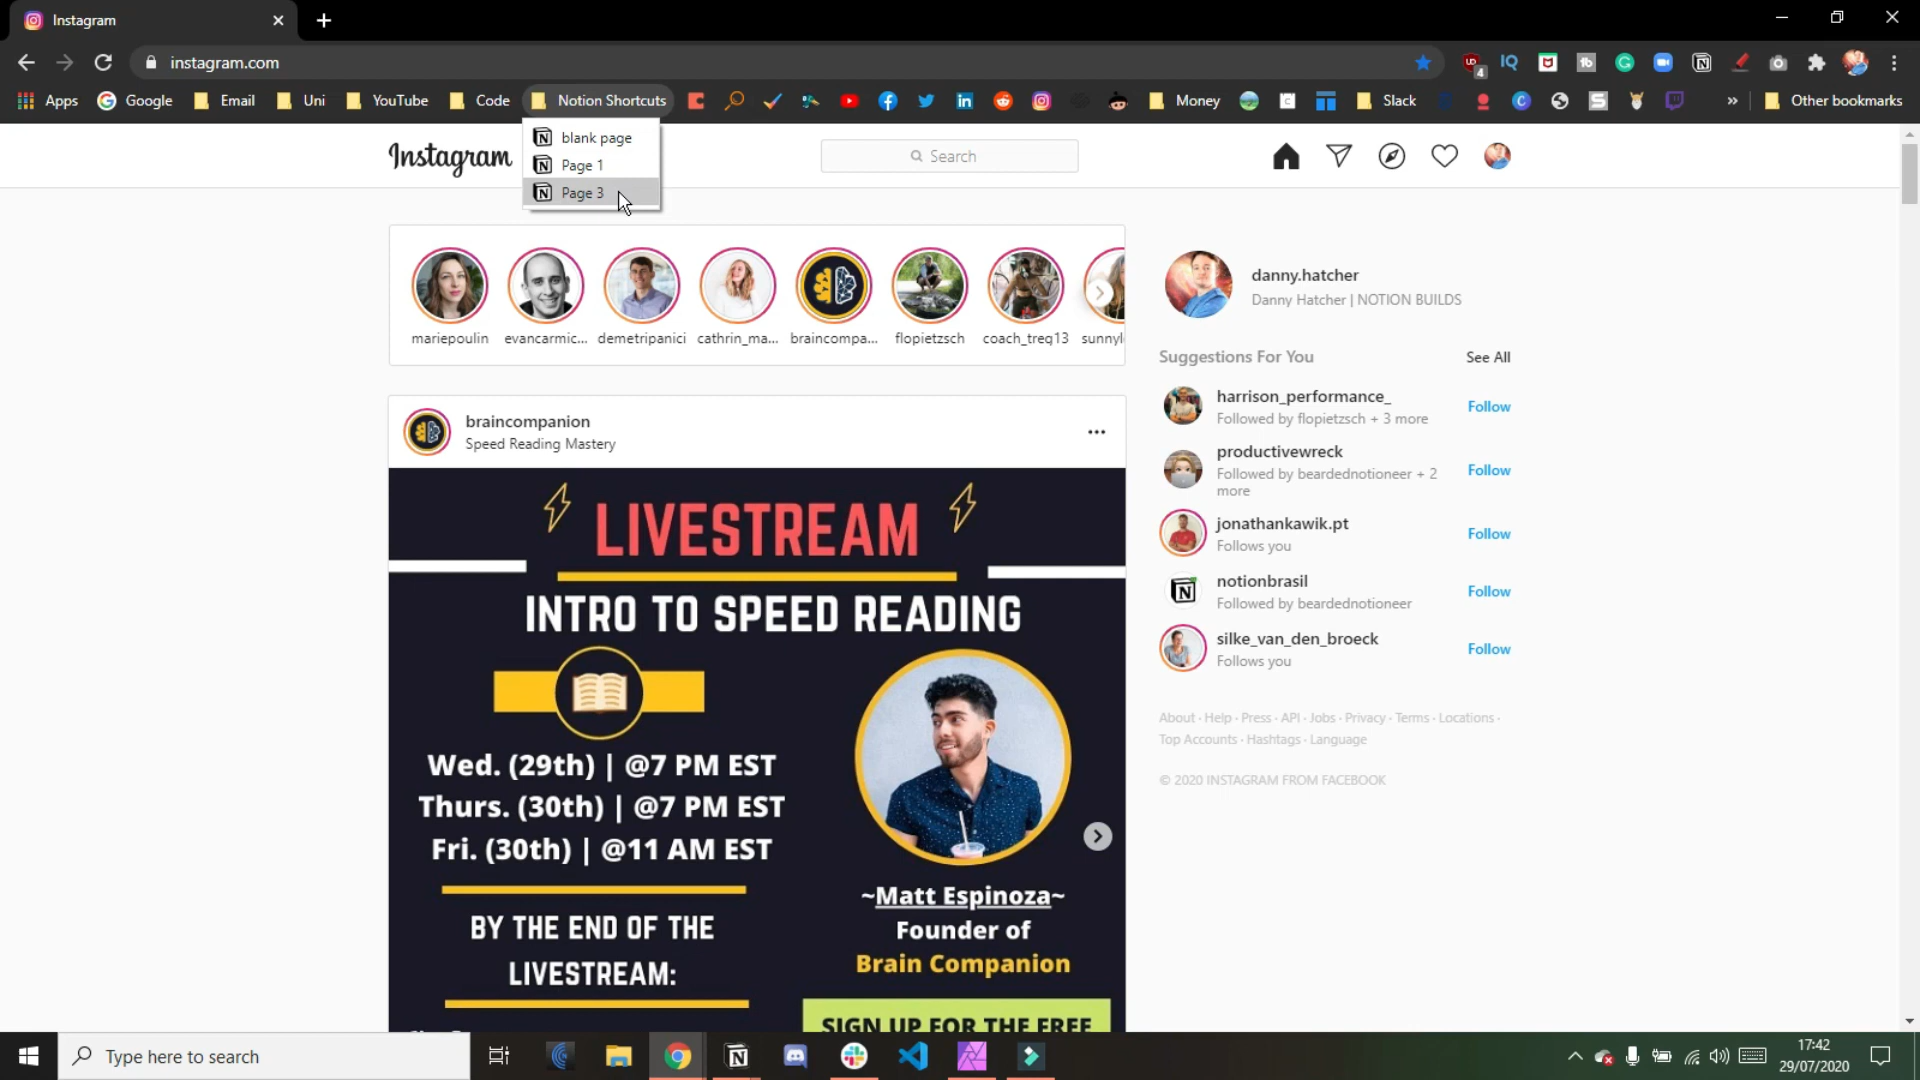 Instagram
instagram.com
4
Apps
Google
Email
Uni
YouTube
Code
Notion Shortcuts
Money
Slack
»
Other bookmarks
blank page
Page 1
Page 3
Instagram
Search
mariepoulin
evancarmic...
demetripanici
cathrin_ma...
braincompa...
flopietzsch
coach_treq13
sunnyl
danny.hatcher
Danny Hatcher | NOTION BUILDS
Suggestions For You
See All
harrison_performance_
Followed by flopietzsch + 3 more
Follow
productivewreck
Followed by beardednotioneer + 2
more
Follow
jonathankawik.pt
Follows you
Follow
notionbrasil
Followed by beardednotioneer
Follow
silke_van_den_broeck
Follows you
Follow
About · Help · Press · API · Jobs · Privacy · Terms · Locations ·
Top Accounts · Hashtags · Language
© 2020 INSTAGRAM FROM FACEBOOK
braincompanion
Speed Reading Mastery
LIVESTREAM
INTRO TO SPEED READING
Wed. (29th) | @7 PM EST
Thurs. (30th) | @7 PM EST
Fri. (30th) | @11 AM EST
BY THE END OF THE
LIVESTREAM:
~Matt Espinoza~
Founder of
Brain Companion
SIGN UP FOR THE FREE
Type here to search
17:42
29/07/2020